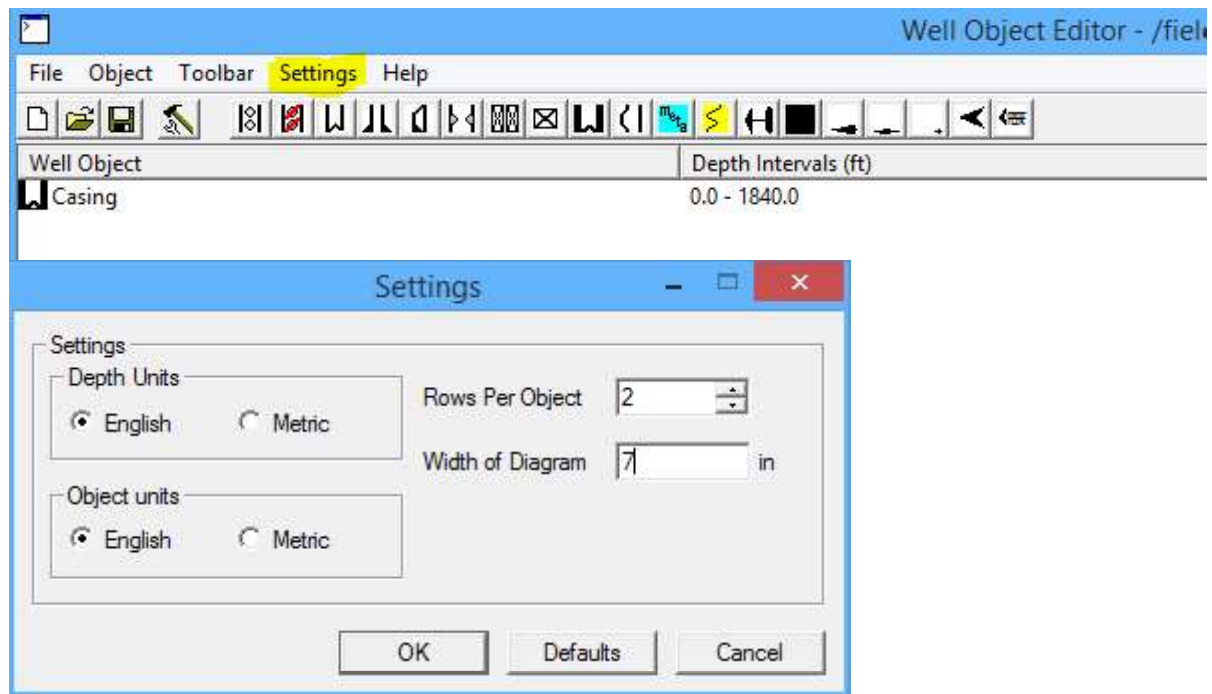 Well Object Editor - /fiel
File Object Toolbar Settings Help
meta
Well Object Depth Intervals (ft)
Casing 0.0 - 1840.0
Settings
Settings
Depth Units
English Metric
Rows Per Object 2
Width of Diagram 7 in
Object units
English Metric
OK Defaults Cancel